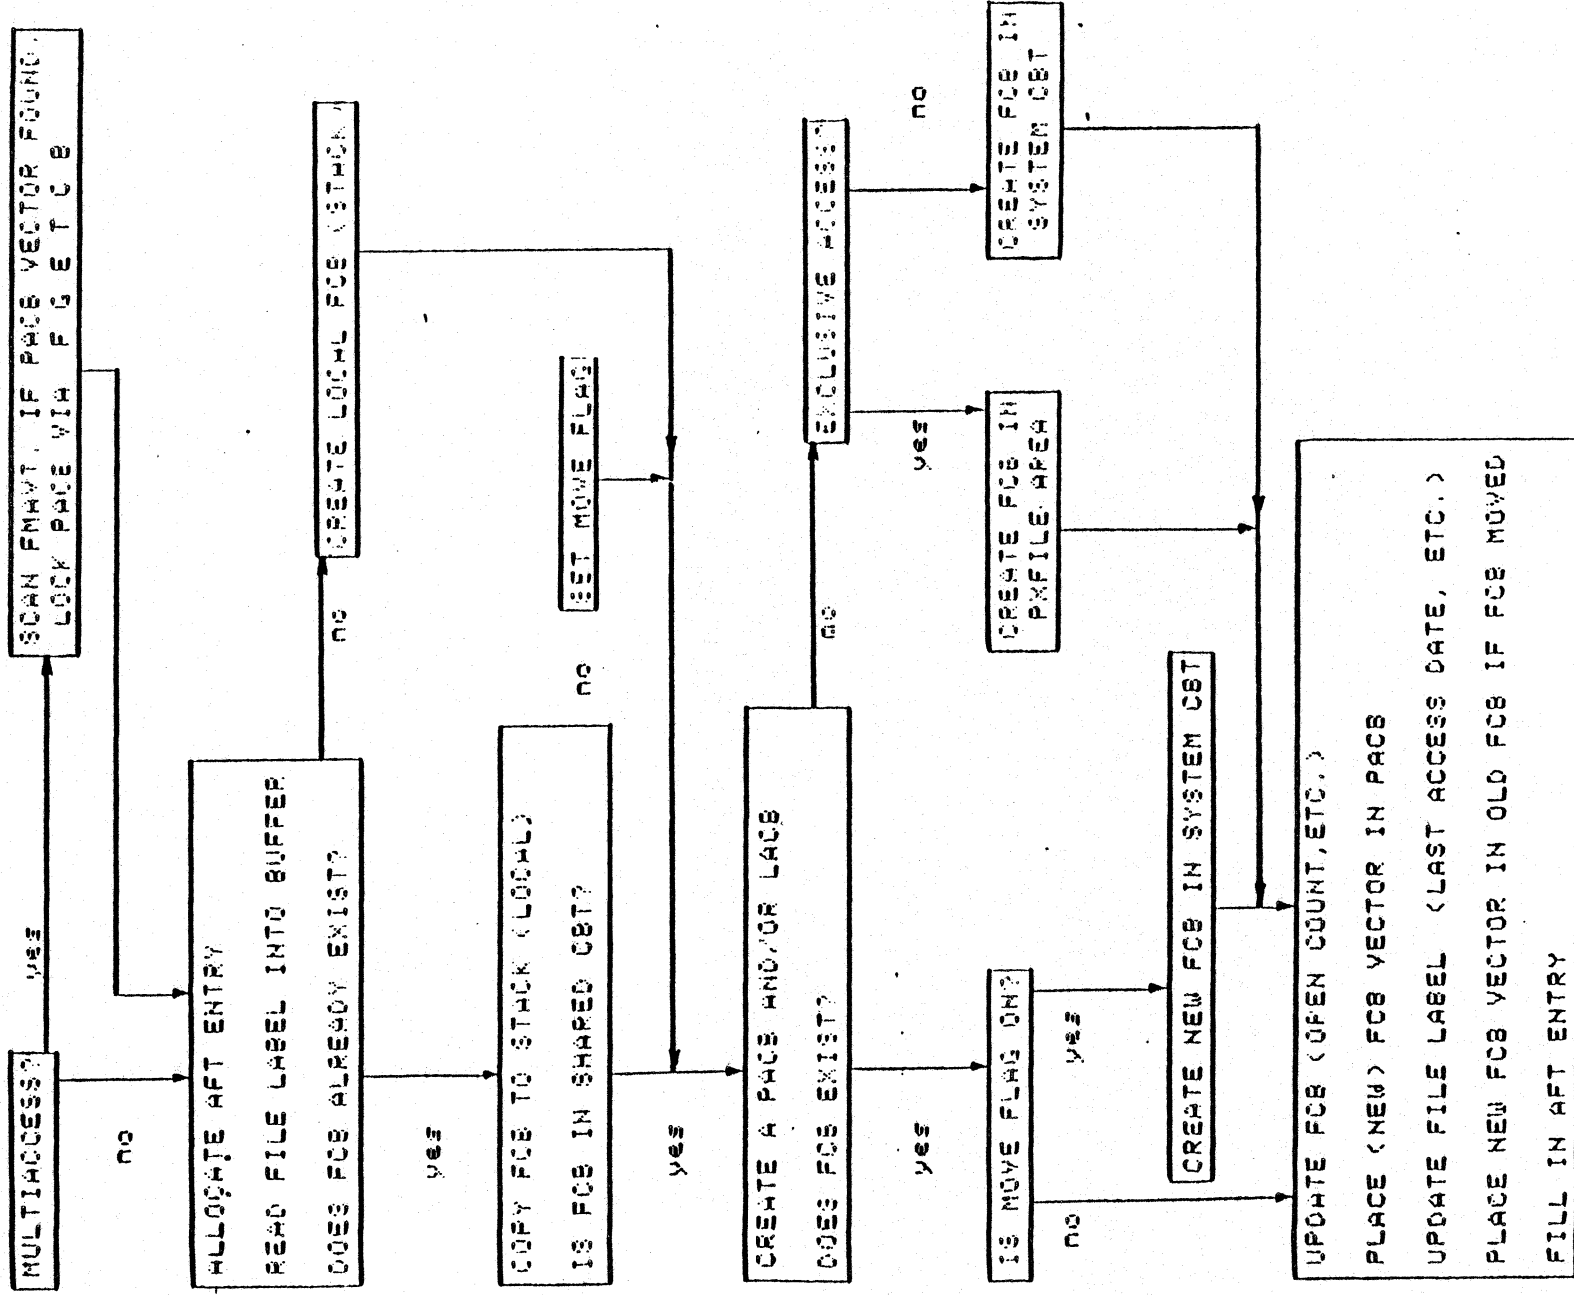 MULTIACCESS?
yes
SCAN FMAVT, IF PACB VECTOR FOUND,
LOCK PACB VIA F G E T C B
no
ALLOCATE AFT ENTRY
READ FILE LABEL INTO BUFFER
DOES FCB ALREADY EXIST?
no
CREATE LOCAL FCB (STACK)
yes
COPY FCB TO STACK (LOCAL)
IS FCB IN SHARED CBT?
no
SET MOVE FLAG
yes
CREATE A PACB AND/OR LACB
DOES FCB EXIST?
no
EXCLUSIVE ACCESS?
yes
yes
no
IS MOVE FLAG ON?
CREATE FCB IN
PXFILE AREA
CREATE FCB IN
SYSTEM CBT
no
yes
CREATE NEW FCB IN SYSTEM CBT
UPDATE FCB (OPEN COUNT,ETC.)
PLACE (NEW) FCB VECTOR IN PACB
UPDATE FILE LABEL (LAST ACCESS DATE, ETC.)
PLACE NEW FCB VECTOR IN OLD FCB IF FCB MOVED
FILL IN AFT ENTRY